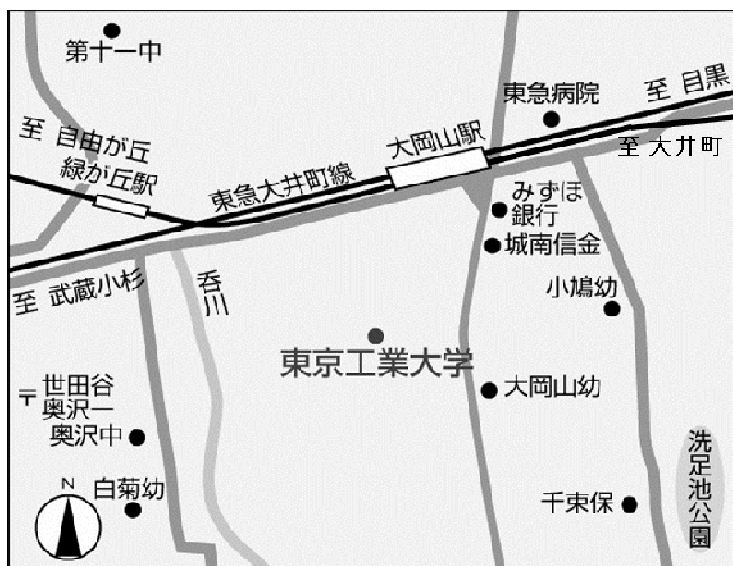 第十一中
東急病院
至 目黒
至 大井町
大岡山駅
至 自由が丘
緑が丘駅
東急大井町線
みずほ
銀行
城南信金
至 武蔵小杉
呑川
小鳩幼
東京工業大学
〒 世田谷
奥沢一
大岡山幼
奥沢中
洗足池公園
白菊幼
千束保
N